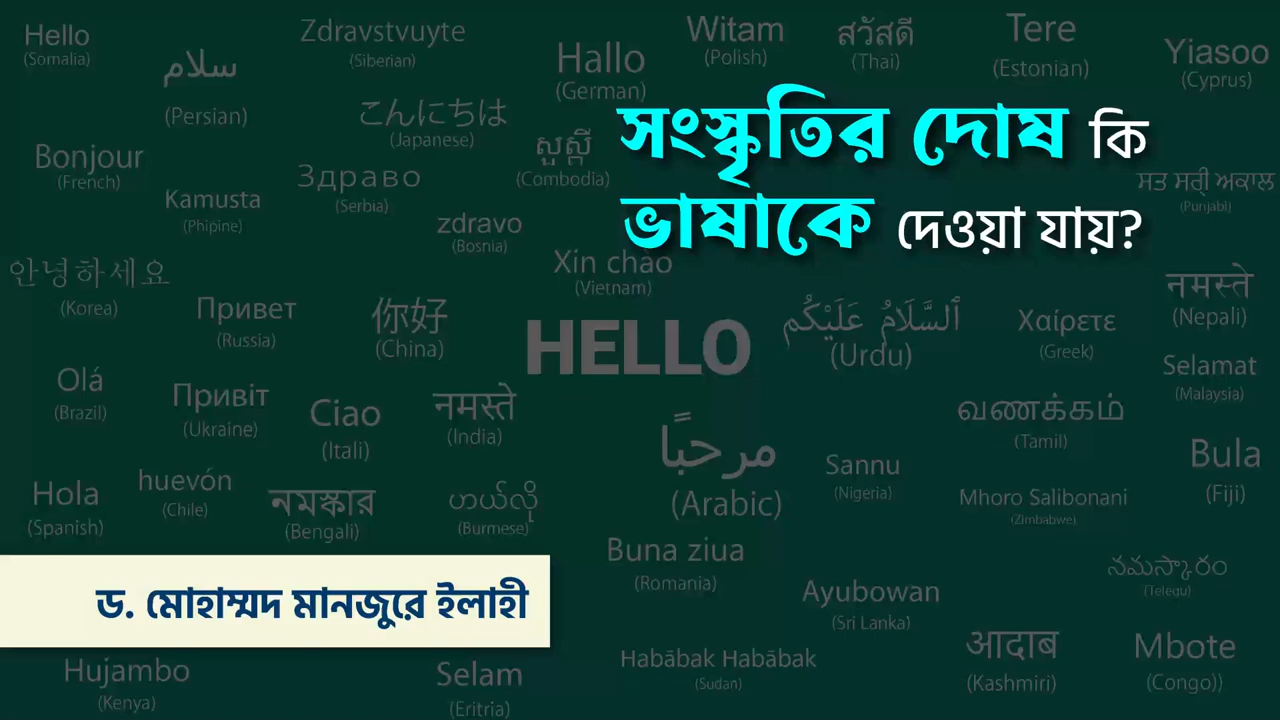 সংস্কৃতির দোষ কি
ভাষাকে দেওয়া যায়?
ড. মোহাম্মদ মানজুরে ইলাহী
Hello
(Somalia)
سلام
(Persian)
Zdravstvuyte
(Siberian)
Hallo
(German)
Witam
(Polish)
สวัสดี
(Thai)
Tere
(Estonian)
Yiasoo
(Cyprus)
こんにちは
(Japanese)
Bonjour
(French)
Kamusta
(Phipine)
Здраво
(Serbia)
សួស្តី
(Combodia)
zdravo
(Bosnia)
ਸਤ ਸਰੀ ਅਕਾਲ
(Punjabi)
Xin chào
(Vietnam)
안녕하세요
(Korea)
Привет
(Russia)
你好
(China)
HELLO
ٱلسَّلَامُ عَلَيْكُم
(Urdu)
Χαίρετε
(Greek)
नमस्ते
(Nepali)
Selamat
(Malaysia)
Olá
(Brazil)
Привіт
(Ukraine)
Ciao
(Itali)
नमस्ते
(India)
مرحبًا
(Arabic)
வணக்கம்
(Tamil)
Sannu
(Nigeria)
Bula
(Fiji)
Hola
(Spanish)
huevón
(Chile)
নমস্কার
(Bengali)
ဟယ်လို
(Burmese)
Mhoro Salibonani
(Zimbabwe)
Buna ziua
(Romania)
Ayubowan
(Sri Lanka)
నమస్కారం
(Telegu)
Hujambo
(Kenya)
Selam
(Eritria)
Habābak Habābak
(Sudan)
आदाब
(Kashmiri)
Mbote
(Congo))